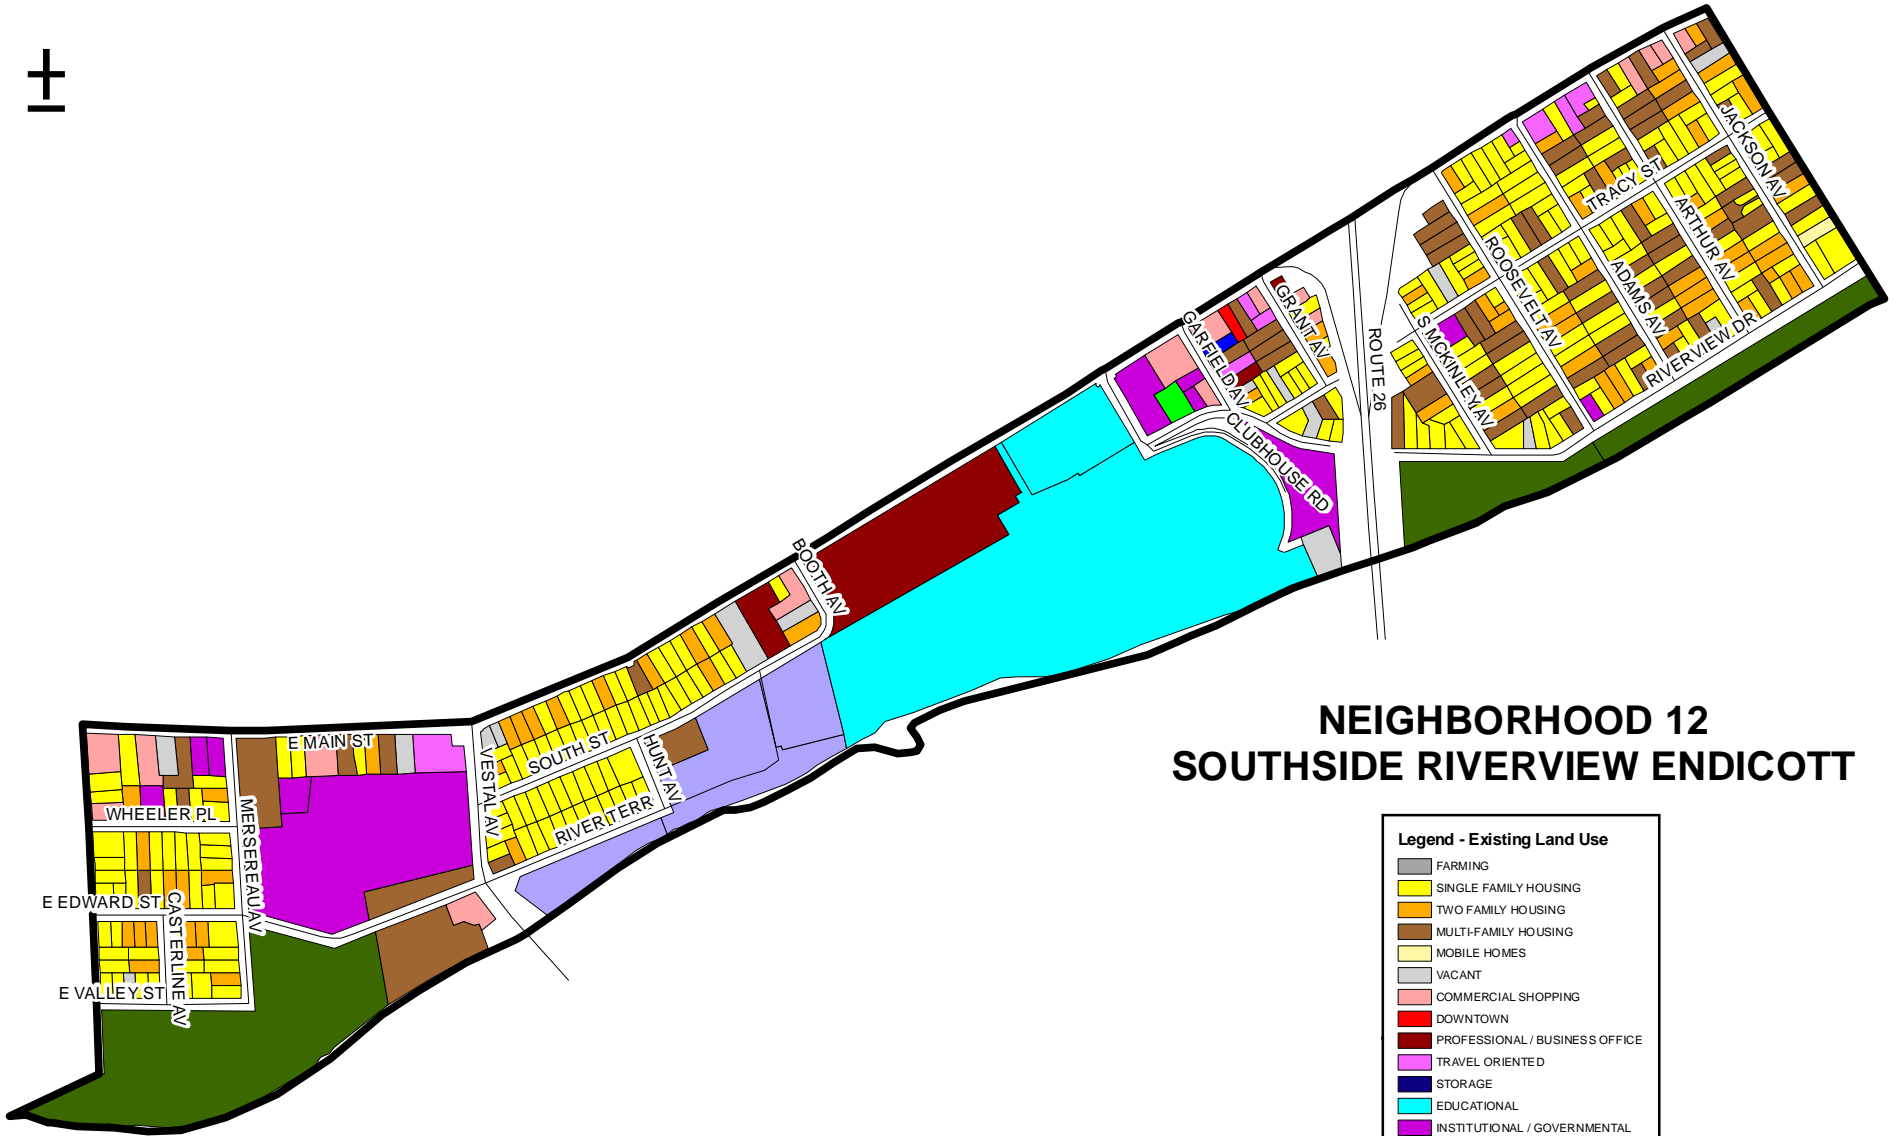 ±
E MAIN ST
WHEELER PL
MERSEREAU AV
E EDWARD ST
CASTERLINE AV
E VALLEY ST
VESTAL AV
SOUTH ST
HUNT AV
RIVER TERR
BOOTH AV
GARFIELD AV
GRANT AV
CLUBHOUSE RD
ROUTE 26
S MCKINLEY AV
ROOSEVELT AV
ADAMS AV
ARTHUR AV
TRACY ST
JACKSON AV
RIVERVIEW DR
NEIGHBORHOOD 12
SOUTHSIDE RIVERVIEW ENDICOTT
Legend - Existing Land Use
FARMING
SINGLE FAMILY HOUSING
TWO FAMILY HOUSING
MULTI-FAMILY HOUSING
MOBILE HOMES
VACANT
COMMERCIAL SHOPPING
DOWNTOWN
PROFESSIONAL / BUSINESS OFFICE
TRAVEL ORIENTED
STORAGE
EDUCATIONAL
INSTITUTIONAL / GOVERNMENTAL